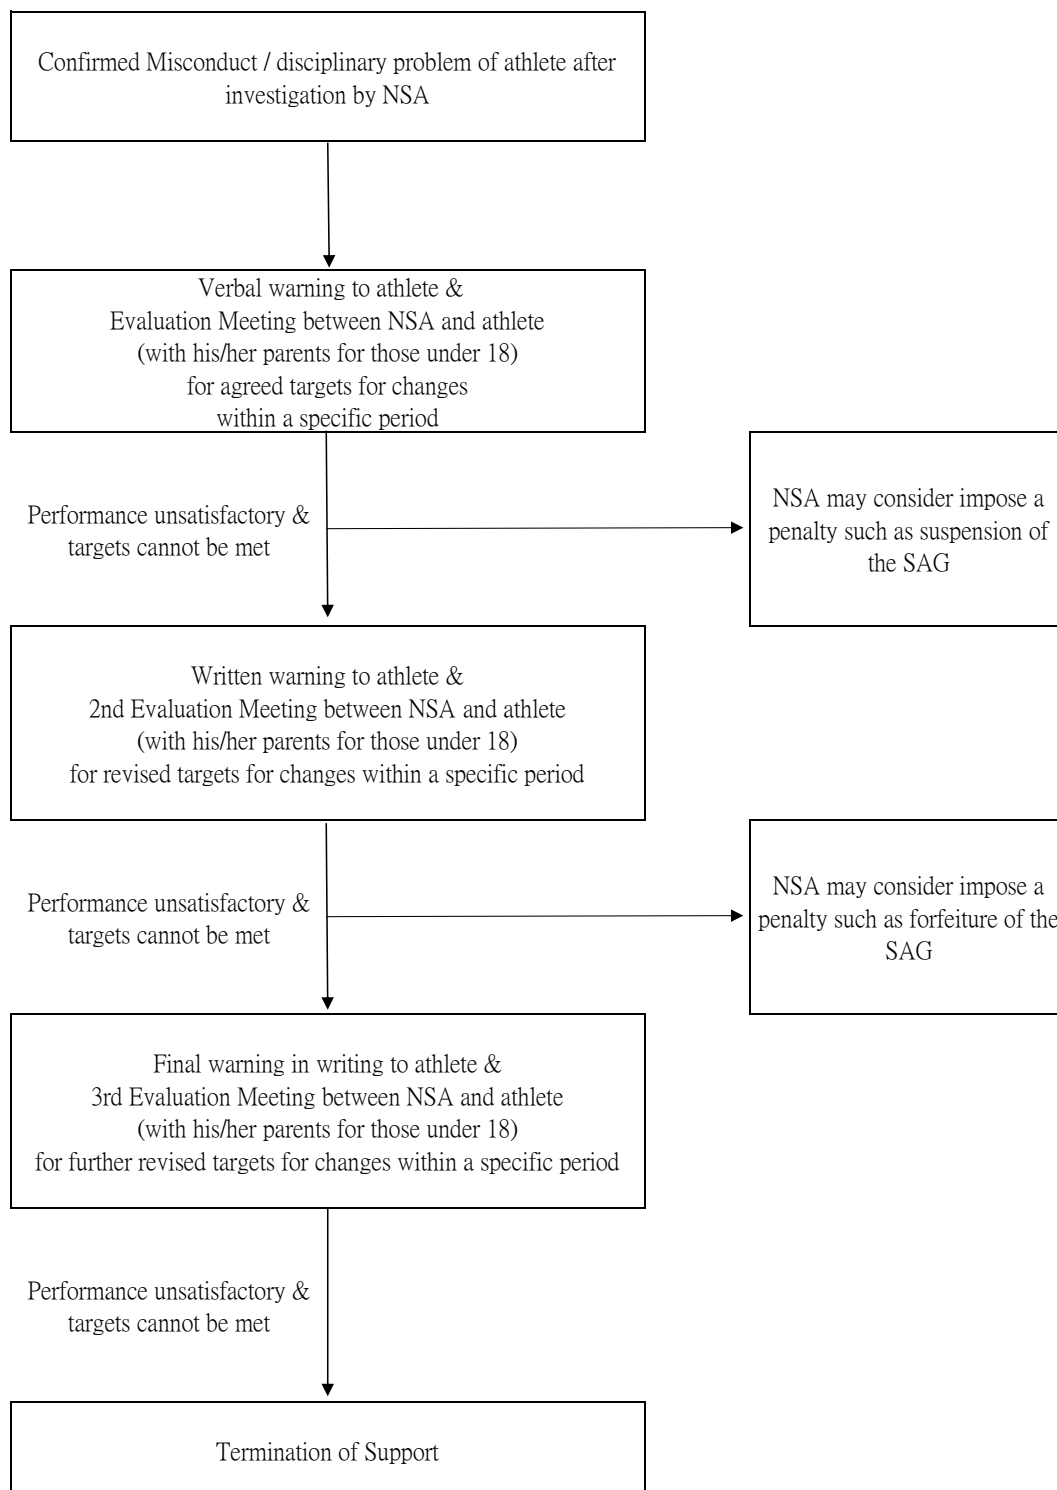 Confirmed Misconduct / disciplinary problem of athlete after
investigation by NSA
Verbal warning to athlete &
Evaluation Meeting between NSA and athlete
(with his/her parents for those under 18)
for agreed targets for changes
within a specific period
Performance unsatisfactory &
targets cannot be met
NSA may consider impose a
penalty such as suspension of
the SAG
Written warning to athlete &
2nd Evaluation Meeting between NSA and athlete
(with his/her parents for those under 18)
for revised targets for changes within a specific period
Performance unsatisfactory &
targets cannot be met
NSA may consider impose a
penalty such as forfeiture of the
SAG
Final warning in writing to athlete &
3rd Evaluation Meeting between NSA and athlete
(with his/her parents for those under 18)
for further revised targets for changes within a specific period
Performance unsatisfactory &
targets cannot be met
Termination of Support